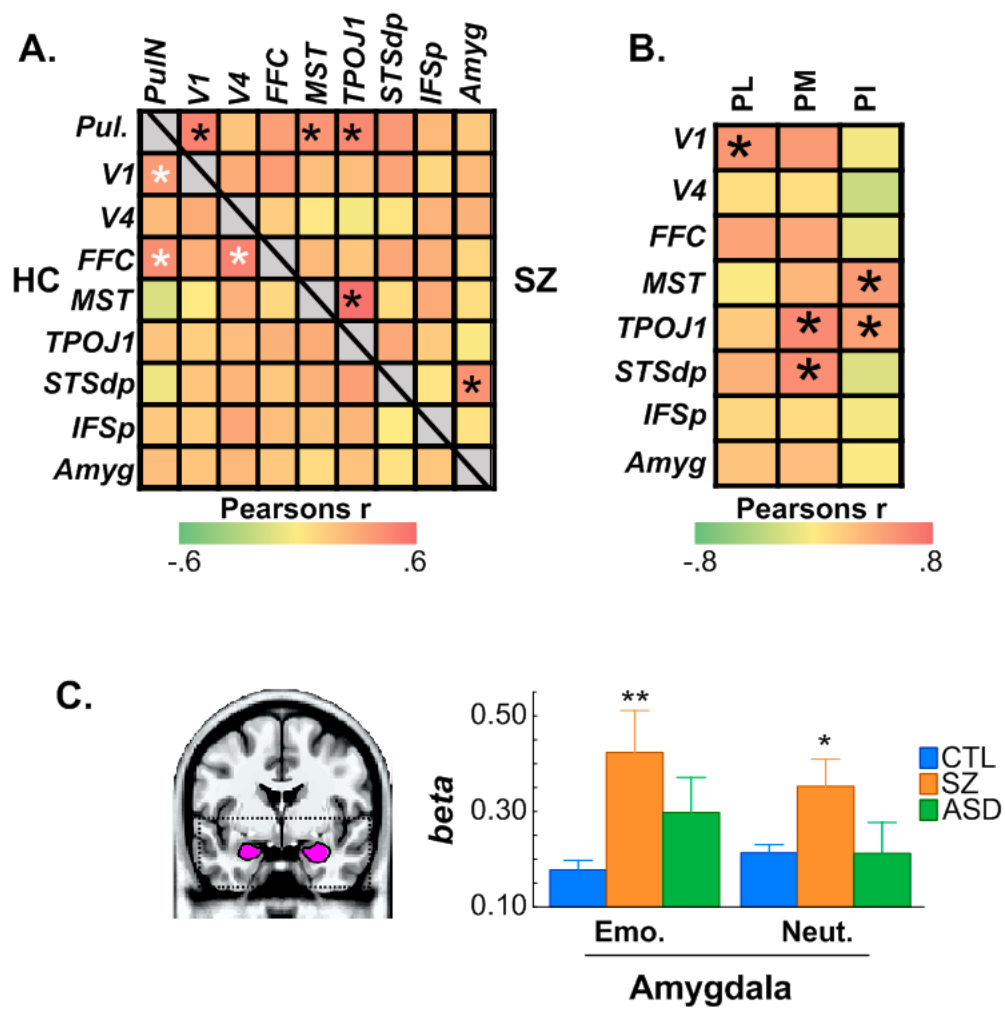 A.
PulN V1 V4 FFC MST TPOJ1 STSdp IFSp Amyg
Pul. * * *
V1 *
V4
FFC * *
MST *
TPOJ1
STSdp *
IFSp
Amyg
HC
SZ
Pearsons r
-.6 .6
B.
PL PM PI
V1 *
V4
FFC
MST *
TPOJ1 * *
STSdp *
IFSp
Amyg
Pearsons r
-.8 .8
C.
beta
0.50
0.30
0.10
**
*
CTL
SZ
ASD
Emo. Neut.
Amygdala